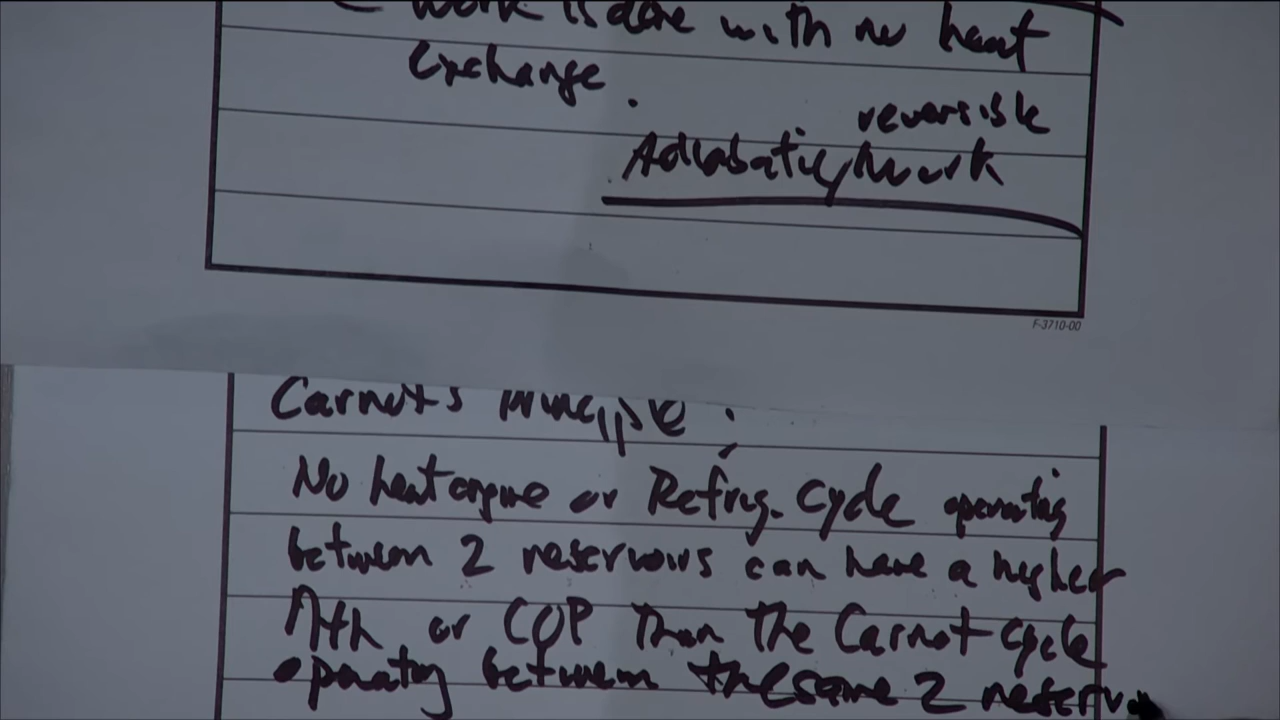 work is done with no heat
exchange.
reversible
Adiabatic/work
F-3710-00
Carnot's principle:
No heat engine or Refrig. cycle operating
between 2 reservoirs can have a higher
ηth or COP than the Carnot cycle
operating between the same 2 reserv